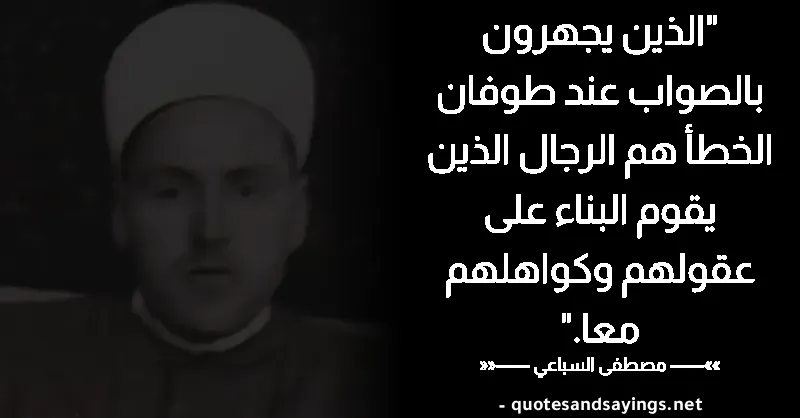 "الذين يجهرون
بالصواب عند طوفان
الخطأ هم الرجال الذين
يقوم البناء على
عقولهم وكواهلهم
معا."
»»—— مصطفى السباعي ——««
- quotesandsayings.net